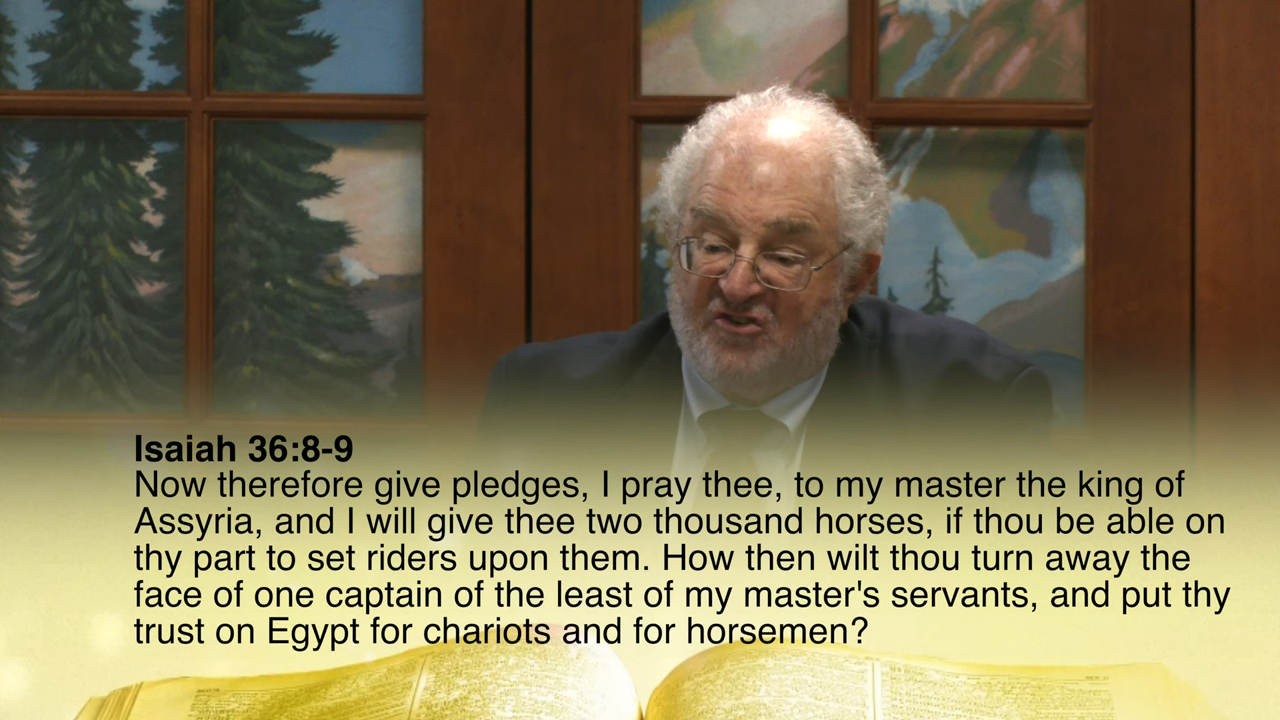 Isaiah 36:8-9
Now therefore give pledges, I pray thee, to my master the king of
Assyria, and I will give thee two thousand horses, if thou be able on
thy part to set riders upon them. How then wilt thou turn away the
face of one captain of the least of my master's servants, and put thy
trust on Egypt for chariots and for horsemen?